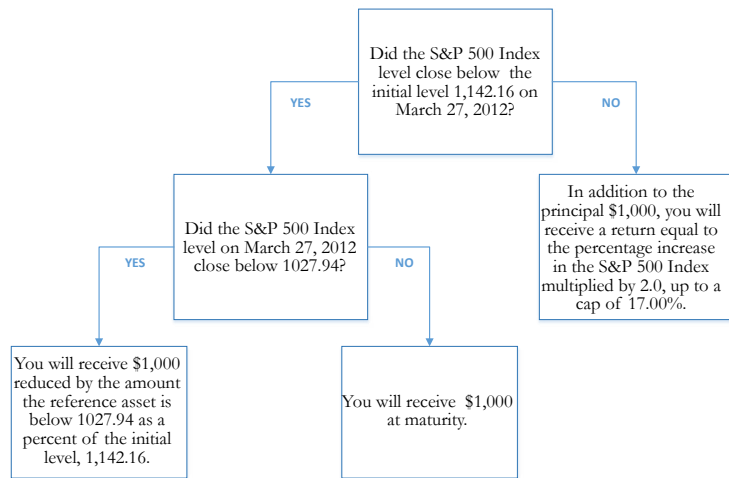 Did the S&P 500 Index
level close below the
initial level 1,142.16 on
March 27, 2012?
YES
NO
Did the S&P 500 Index
level on March 27, 2012
close below 1027.94?
In addition to the
principal $1,000, you will
receive a return equal to
the percentage increase
in the S&P 500 Index
multiplied by 2.0, up to a
cap of 17.00%.
YES
NO
You will receive $1,000
reduced by the amount
the reference asset is
below 1027.94 as a
percent of the initial
level, 1,142.16.
You will receive $1,000
at maturity.